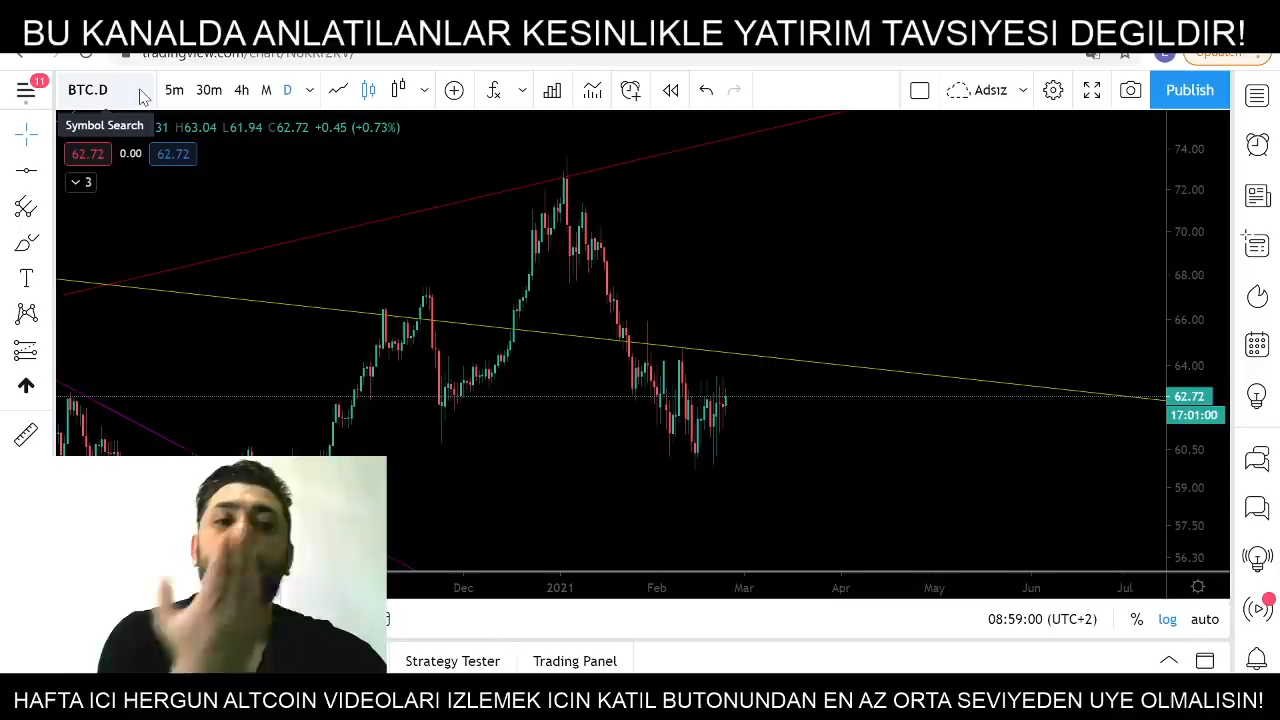 BU KANALDA ANLATILANLAR KESINLIKLE YATIRIM TAVSIYESI DEGILDIR!
11
BTC.D
5m 30m 4h M D
Adsız
Publish
Symbol Search
31 H63.04 L61.94 C62.72 +0.45 (+0.73%)
62.72 0.00 62.72
3
74.00
72.00
70.00
68.00
66.00
64.00
62.72
17:01:00
60.50
59.00
57.50
56.30
Dec 2021 Feb Mar Apr May Jun Jul
08:59:00 (UTC+2) % log auto
Strategy Tester Trading Panel
HAFTA ICI HERGUN ALTCOIN VIDEOLARI IZLEMEK ICIN KATIL BUTONUNDAN EN AZ ORTA SEVIYEDEN UYE OLMALISIN!